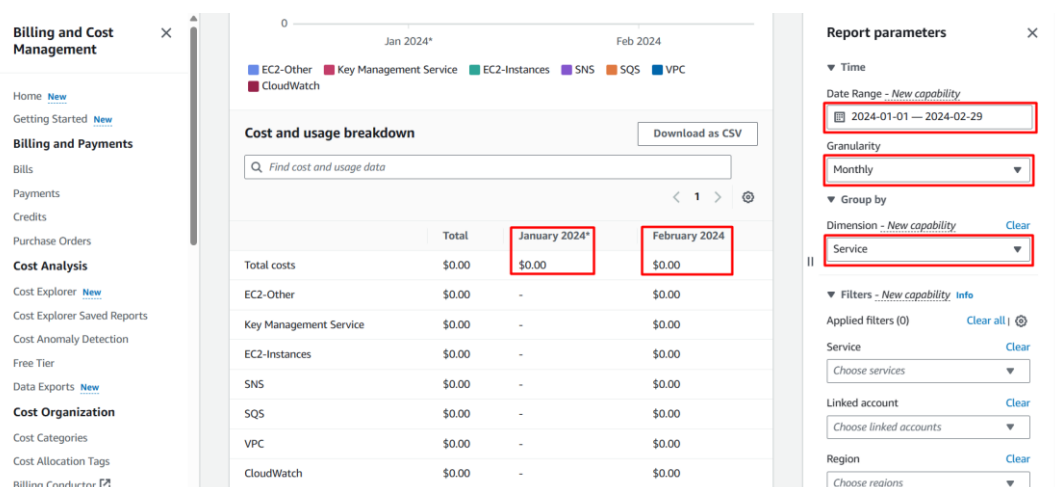 Billing and Cost
Management
Home New
Getting Started New
Billing and Payments
Bills
Payments
Credits
Purchase Orders
Cost Analysis
Cost Explorer New
Cost Explorer Saved Reports
Cost Anomaly Detection
Free Tier
Data Exports New
Cost Organization
Cost Categories
Cost Allocation Tags
Billing Conductor
0
Jan 2024* Feb 2024
EC2-Other Key Management Service EC2-Instances SNS SQS VPC
CloudWatch
Cost and usage breakdown Download as CSV
Find cost and usage data
1
Total January 2024* February 2024
Total costs $0.00 $0.00 $0.00
EC2-Other $0.00 - $0.00
Key Management Service $0.00 - $0.00
EC2-Instances $0.00 - $0.00
SNS $0.00 - $0.00
SQS $0.00 - $0.00
VPC $0.00 - $0.00
CloudWatch $0.00 - $0.00
Report parameters
Time
Date Range - New capability
2024-01-01 — 2024-02-29
Granularity
Monthly
Group by
Dimension - New capability Clear
Service
Filters - New capability Info
Applied filters (0) Clear all |
Service Clear
Choose services
Linked account Clear
Choose linked accounts
Region Clear
Choose regions